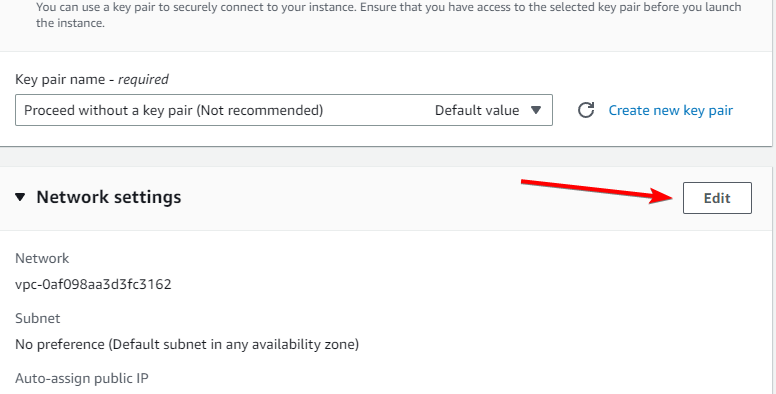 You can use a key pair to securely connect to your instance. Ensure that you have access to the selected key pair before you launch
the instance.
Key pair name - required
Proceed without a key pair (Not recommended) Default value Create new key pair
Network settings Edit
Network
vpc-0af098aa3d3fc3162
Subnet
No preference (Default subnet in any availability zone)
Auto-assign public IP